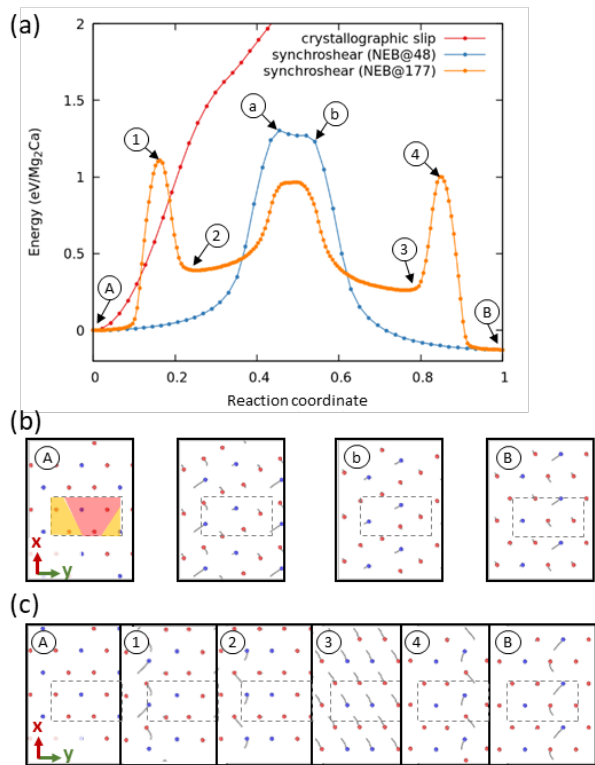 (a)
crystallographic slip
synchroshear (NEB@48)
synchroshear (NEB@177)
2
1.5
1
0.5
0
Energy (eV/Mg₂Ca)
A
1
2
a
b
3
4
B
0
0.2
0.4
0.6
0.8
1
Reaction coordinate
(b)
A
b
B
x
y
(c)
A
1
2
3
4
B
x
y